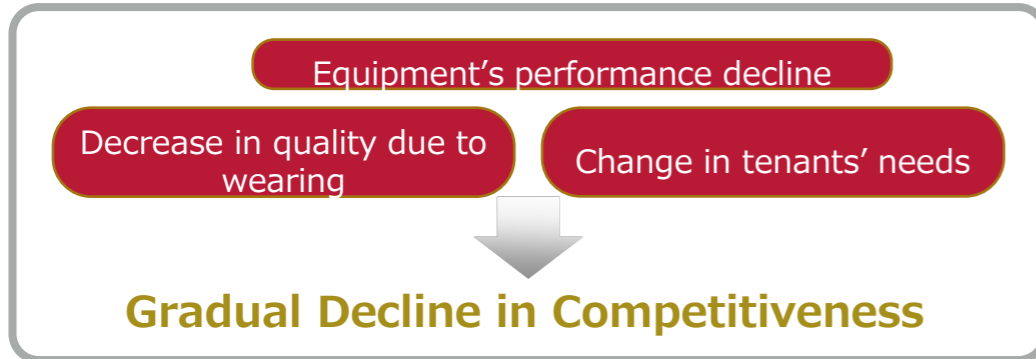 Equipment’s performance decline
Decrease in quality due to
wearing
Change in tenants’ needs
Gradual Decline in Competitiveness